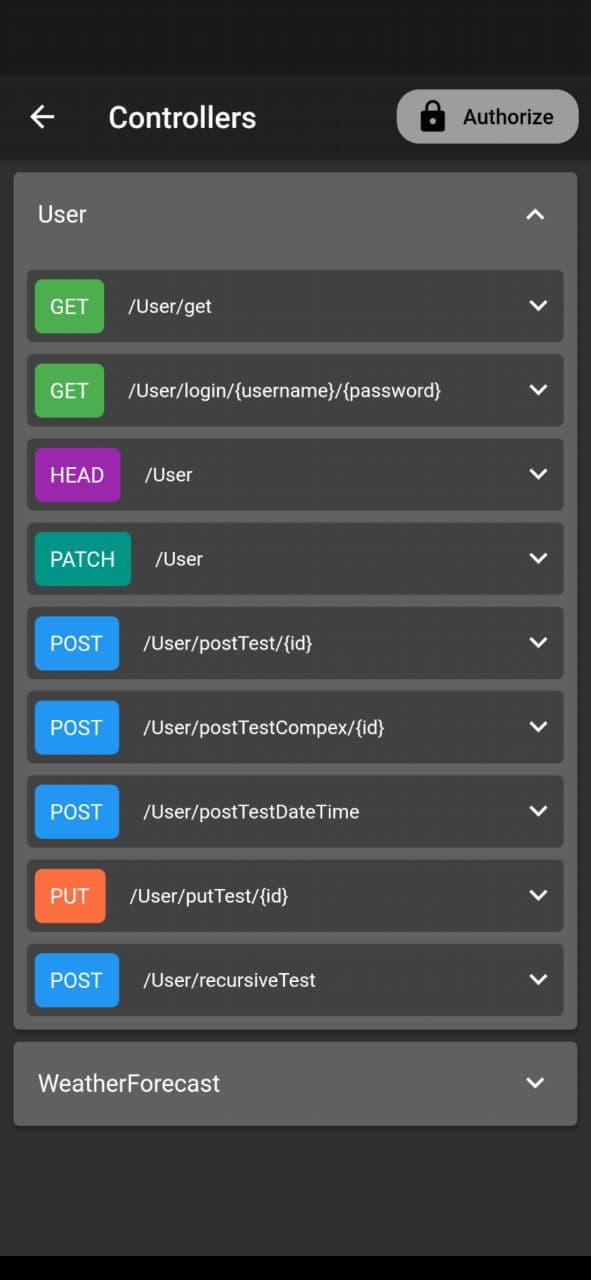 Controllers
Authorize
User
GET /User/get
GET /User/login/{username}/{password}
HEAD /User
PATCH /User
POST /User/postTest/{id}
POST /User/postTestCompex/{id}
POST /User/postTestDateTime
PUT /User/putTest/{id}
POST /User/recursiveTest
WeatherForecast